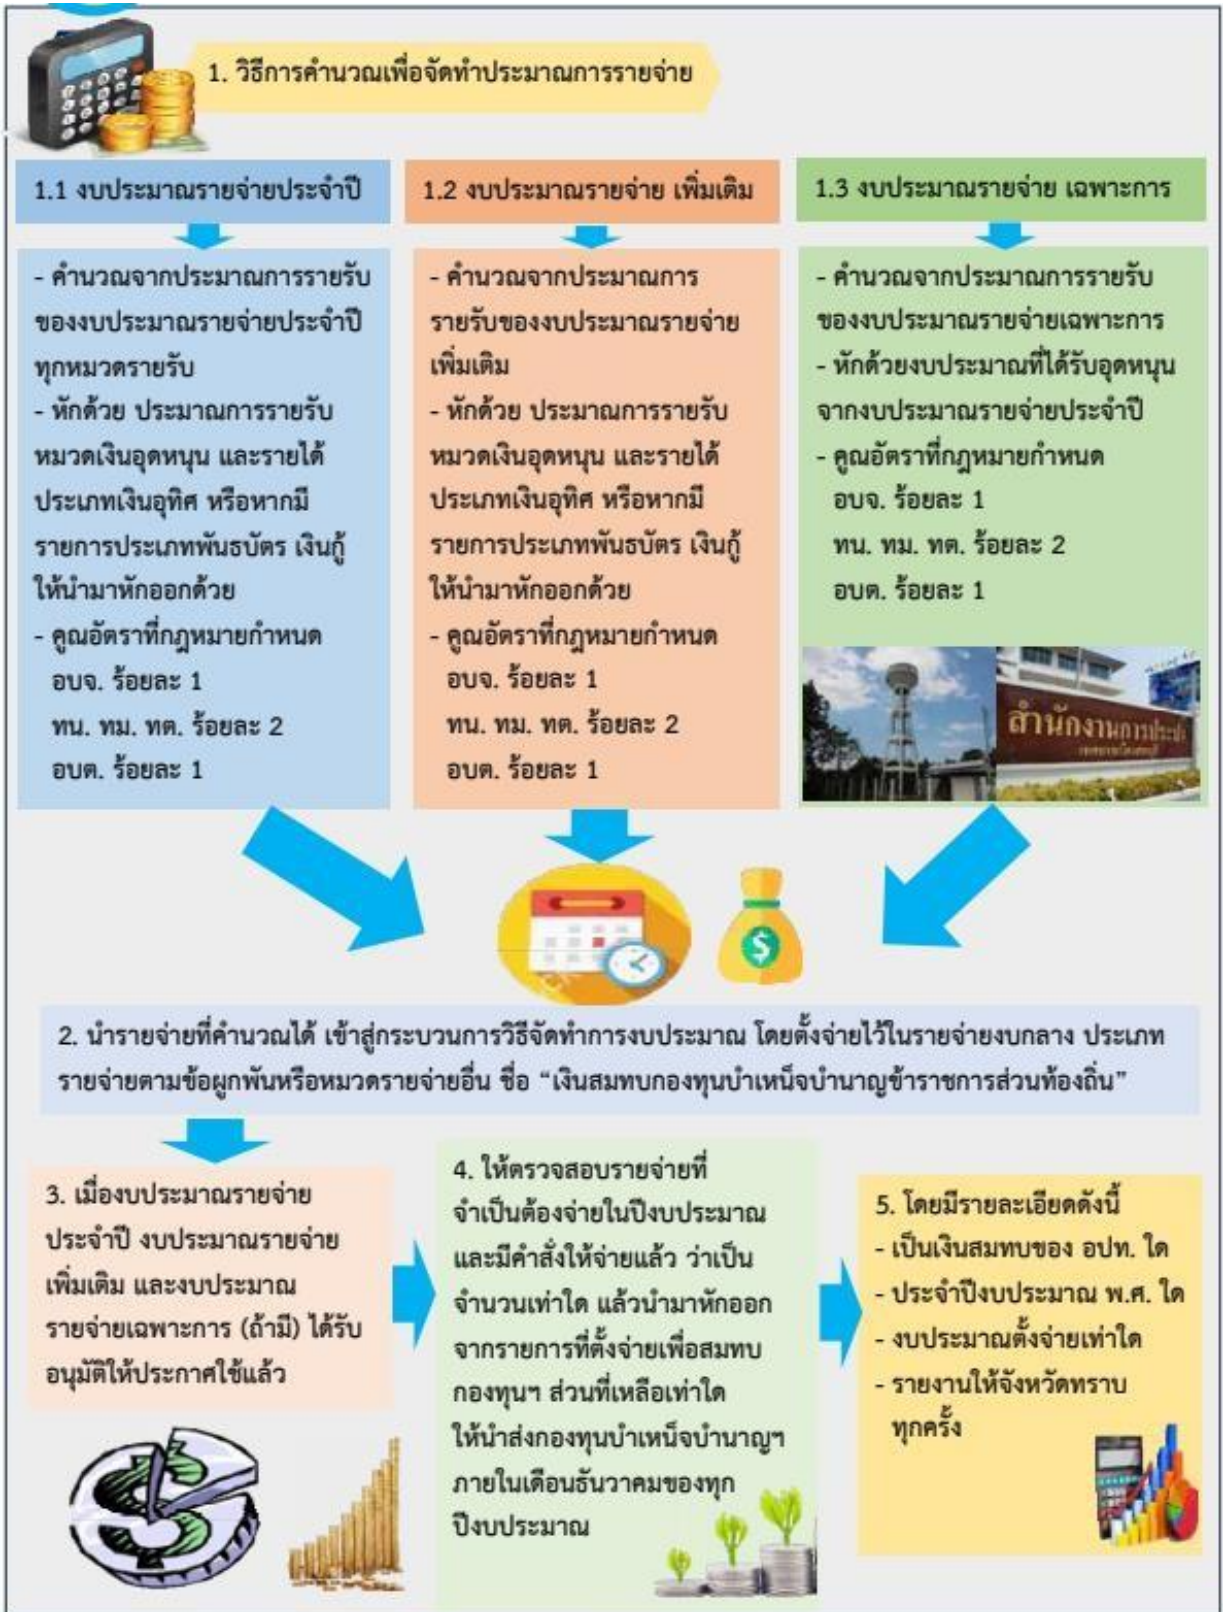 1. วิธีการคำนวณเพื่อจัดทำประมาณการรายจ่าย
1.1 งบประมาณรายจ่ายประจำปี
- คำนวณจากประมาณการรายรับ
ของงบประมาณรายจ่ายประจำปี
ทุกหมวดรายรับ
- หักด้วย ประมาณการรายรับ
หมวดเงินอุดหนุน และรายได้
ประเภทเงินอุทิศ หรือหากมี
รายการประเภทพันธบัตร เงินกู้
ให้นำมาหักออกด้วย
- คูณอัตราที่กฎหมายกำหนด
อบจ. ร้อยละ 1
ทน. ทม. ทต. ร้อยละ 2
อบต. ร้อยละ 1
1.2 งบประมาณรายจ่าย เพิ่มเติม
- คำนวณจากประมาณการ
รายรับของงบประมาณรายจ่าย
เพิ่มเติม
- หักด้วย ประมาณการรายรับ
หมวดเงินอุดหนุน และรายได้
ประเภทเงินอุทิศ หรือหากมี
รายการประเภทพันธบัตร เงินกู้
ให้นำมาหักออกด้วย
- คูณอัตราที่กฎหมายกำหนด
อบจ. ร้อยละ 1
ทน. ทม. ทต. ร้อยละ 2
อบต. ร้อยละ 1
1.3 งบประมาณรายจ่าย เฉพาะการ
- คำนวณจากประมาณการรายรับ
ของงบประมาณรายจ่ายเฉพาะการ
- หักด้วยงบประมาณที่ได้รับอุดหนุน
จากงบประมาณรายจ่ายประจำปี
- คูณอัตราที่กฎหมายกำหนด
อบจ. ร้อยละ 1
ทน. ทม. ทต. ร้อยละ 2
อบต. ร้อยละ 1
สำนักงานการประปา
2. นำรายจ่ายที่คำนวณได้ เข้าสู่กระบวนการวิธีจัดทำการงบประมาณ โดยตั้งจ่ายไว้ในรายจ่ายงบกลาง ประเภท
รายจ่ายตามข้อผูกพันหรือหมวดรายจ่ายอื่น ชื่อ “เงินสมทบกองทุนบำเหน็จบำนาญข้าราชการส่วนท้องถิ่น”
3. เมื่องบประมาณรายจ่าย
ประจำปี งบประมาณรายจ่าย
เพิ่มเติม และงบประมาณ
รายจ่ายเฉพาะการ (ถ้ามี) ได้รับ
อนุมัติให้ประกาศใช้แล้ว
4. ให้ตรวจสอบรายจ่ายที่
จำเป็นต้องจ่ายในปีงบประมาณ
และมีคำสั่งให้จ่ายแล้ว ว่าเป็น
จำนวนเท่าใด แล้วนำมาหักออก
จากรายการที่ตั้งจ่ายเพื่อสมทบ
กองทุนฯ ส่วนที่เหลือเท่าใด
ให้นำส่งกองทุนบำเหน็จบำนาญฯ
ภายในเดือนธันวาคมของทุก
ปีงบประมาณ
5. โดยมีรายละเอียดดังนี้
- เป็นเงินสมทบของ อปท. ใด
- ประจำปีงบประมาณ พ.ศ. ใด
- งบประมาณตั้งจ่ายเท่าใด
- รายงานให้จังหวัดทราบ
ทุกครั้ง